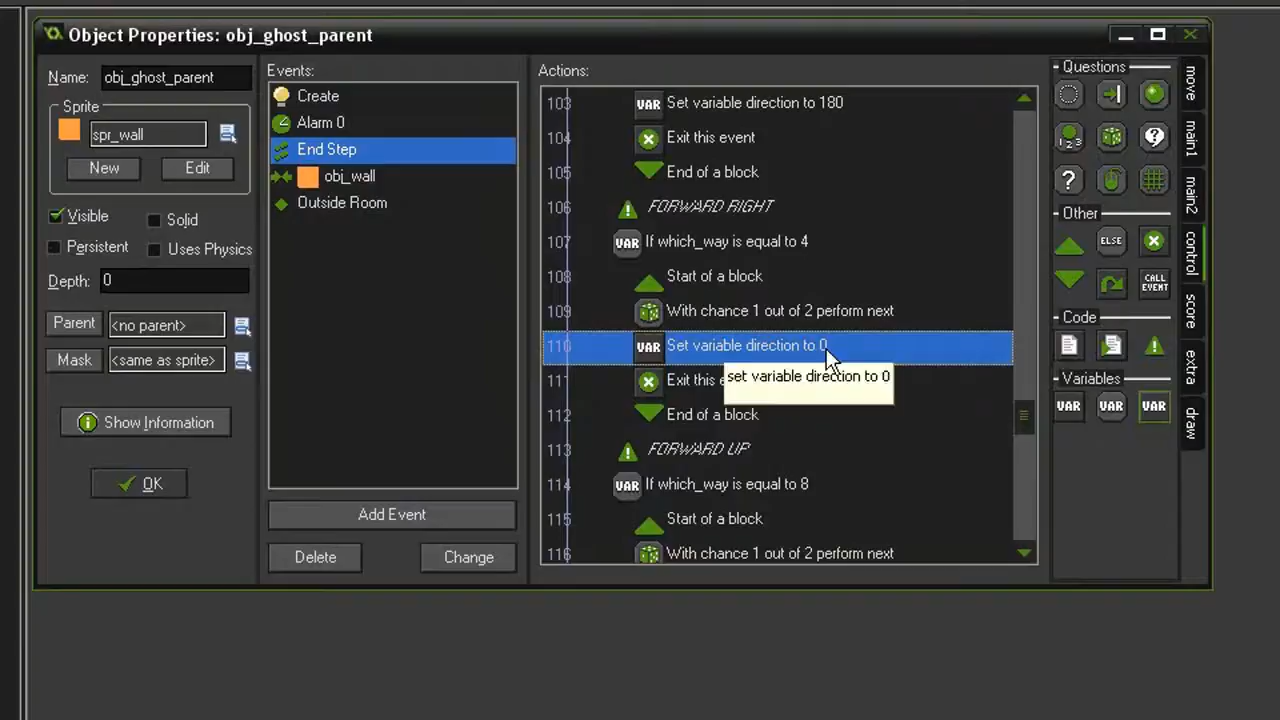 Object Properties: obj_ghost_parent
Name: obj_ghost_parent
Sprite
spr_wall
New Edit
Visible Solid
Persistent Uses Physics
Depth: 0
Parent <no parent>
Mask <same as sprite>
Show Information
OK
Events:
Create
Alarm 0
End Step
obj_wall
Outside Room
Add Event
Delete Change
Actions:
103 VAR Set variable direction to 180
104 Exit this event
105 End of a block
106 FORWARD RIGHT
107 VAR If which_way is equal to 4
108 Start of a block
109 With chance 1 out of 2 perform next
110 VAR Set variable direction to 0
set variable direction to 0
111 Exit this e
112 End of a block
113 FORWARD UP
114 VAR If which_way is equal to 8
115 Start of a block
116 With chance 1 out of 2 perform next
Questions
1 2 3
Other
ELSE
CALL EVENT
Code
Variables
VAR VAR VAR
move
main1
main2
control
score
extra
draw